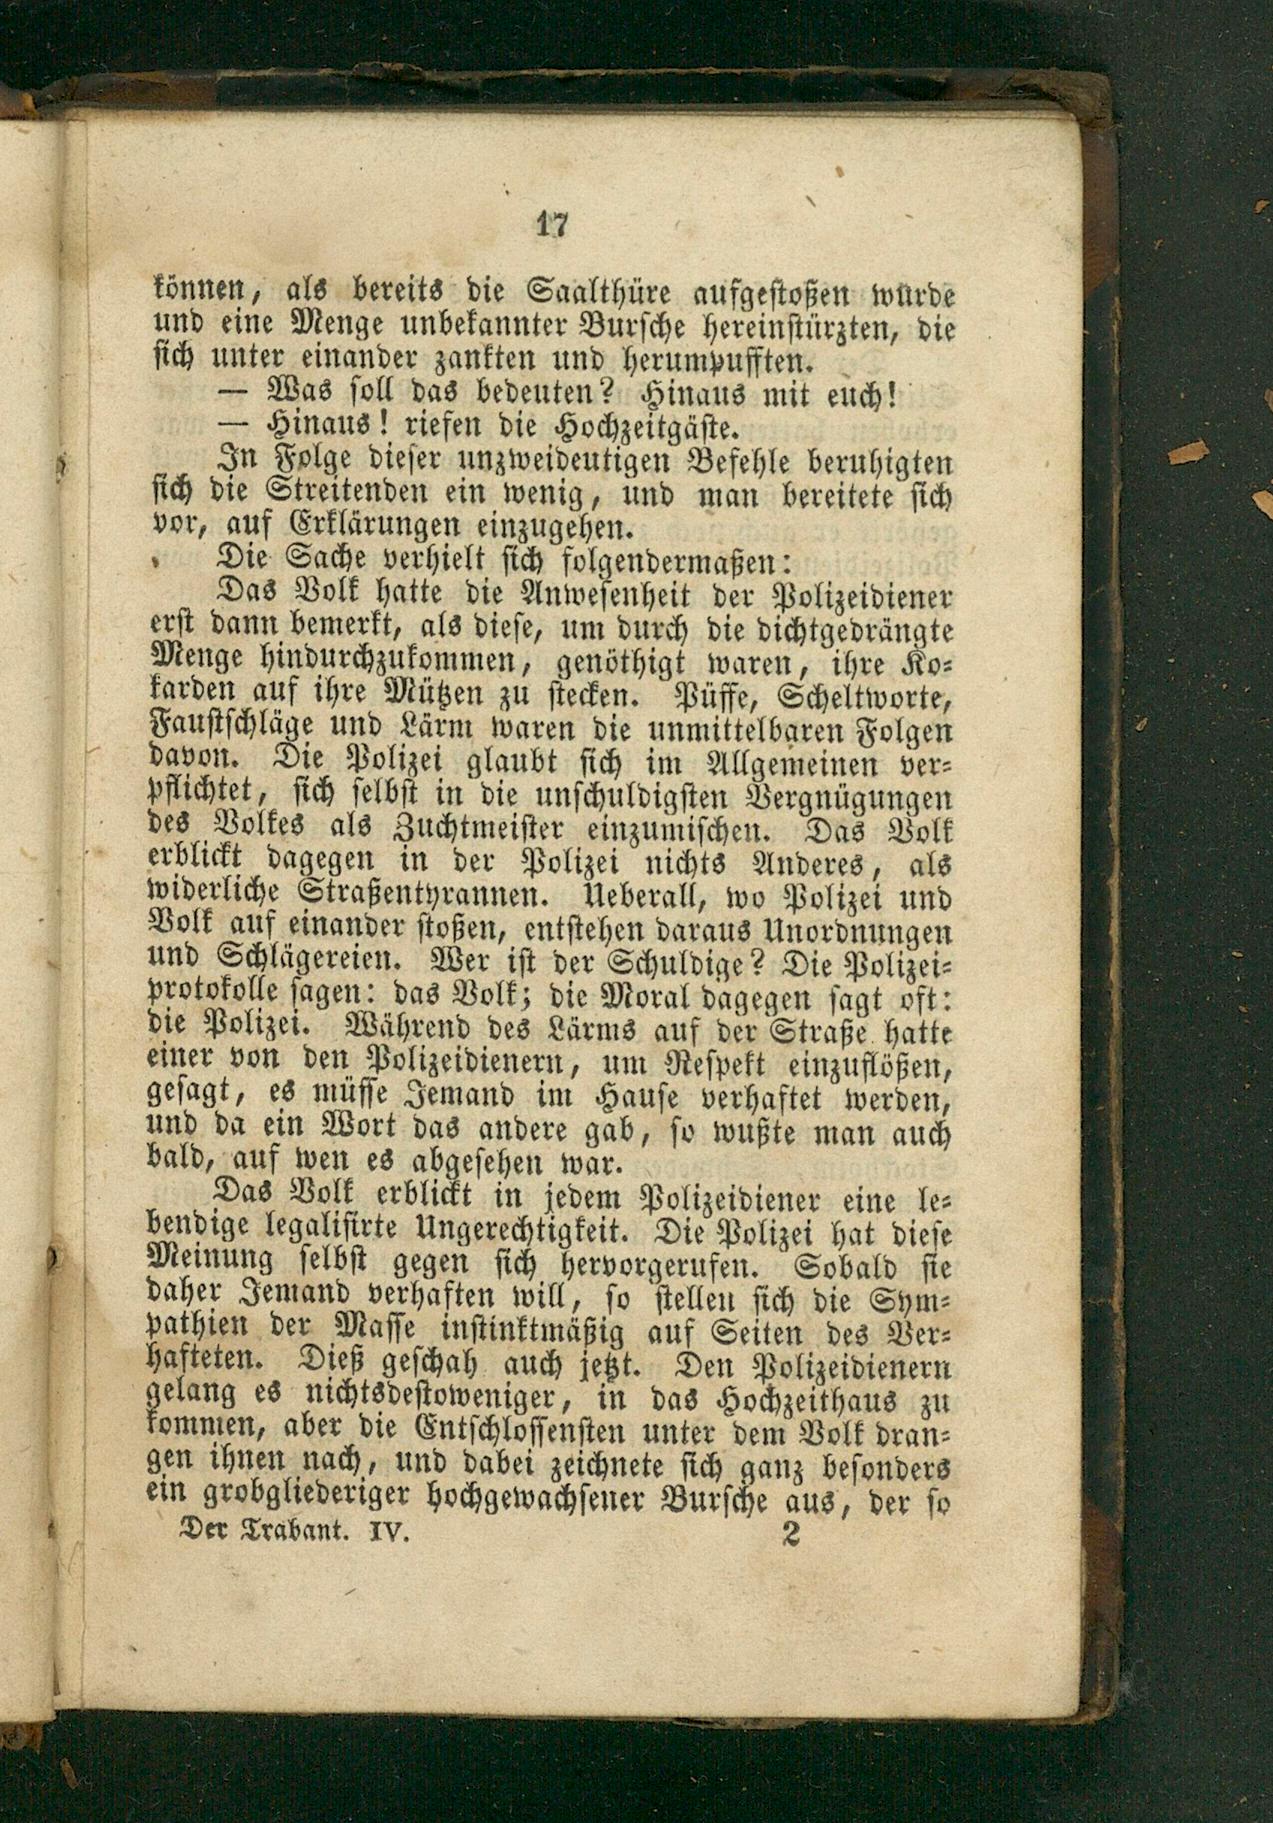 17
können, als bereits die Saalthüre aufgestoßen wurde
und eine Menge unbekannter Bursche hereinstürzten, die
sich unter einander zankten und herumpufften.
— Was soll das bedeuten? Hinaus mit euch!
— Hinaus! riefen die Hochzeitgäste.
In Folge dieser unzweideutigen Befehle beruhigten
sich die Streitenden ein wenig, und man bereitete sich
vor, auf Erklärungen einzugehen.
Die Sache verhielt sich folgendermaßen:
Das Volk hatte die Anwesenheit der Polizeidiener
erst dann bemerkt, als diese, um durch die dichtgedrängte
Menge hindurchzukommen, genöthigt waren, ihre Ko-
karden auf ihre Mützen zu stecken. Püffe, Scheltworte,
Faustschläge und Lärm waren die unmittelbaren Folgen
davon. Die Polizei glaubt sich im Allgemeinen ver-
pflichtet, sich selbst in die unschuldigsten Vergnügungen
des Volkes als Zuchtmeister einzumischen. Das Volk
erblickt dagegen in der Polizei nichts Anderes, als
widerliche Straßentyrannen. Ueberall, wo Polizei und
Volk auf einander stoßen, entstehen daraus Unordnungen
und Schlägereien. Wer ist der Schuldige? Die Polizei-
protokolle sagen: das Volk; die Moral dagegen sagt oft:
die Polizei. Während des Lärms auf der Straße hatte
einer von den Polizeidienern, um Respekt einzuflößen,
gesagt, es müsse Jemand im Hause verhaftet werden,
und da ein Wort das andere gab, so wußte man auch
bald, auf wen es abgesehen war.
Das Volk erblickt in jedem Polizeidiener eine le-
bendige legalisirte Ungerechtigkeit. Die Polizei hat diese
Meinung selbst gegen sich hervorgerufen. Sobald sie
daher Jemand verhaften will, so stellen sich die Sym-
pathien der Masse instinktmäßig auf Seiten des Ver-
hafteten. Dieß geschah auch jetzt. Den Polizeidienern
gelang es nichtsdestoweniger, in das Hochzeithaus zu
kommen, aber die Entschlossensten unter dem Volk dran-
gen ihnen nach, und dabei zeichnete sich ganz besonders
ein grobgliederiger hochgewachsener Bursche aus, der so
Der Trabant. IV. 2